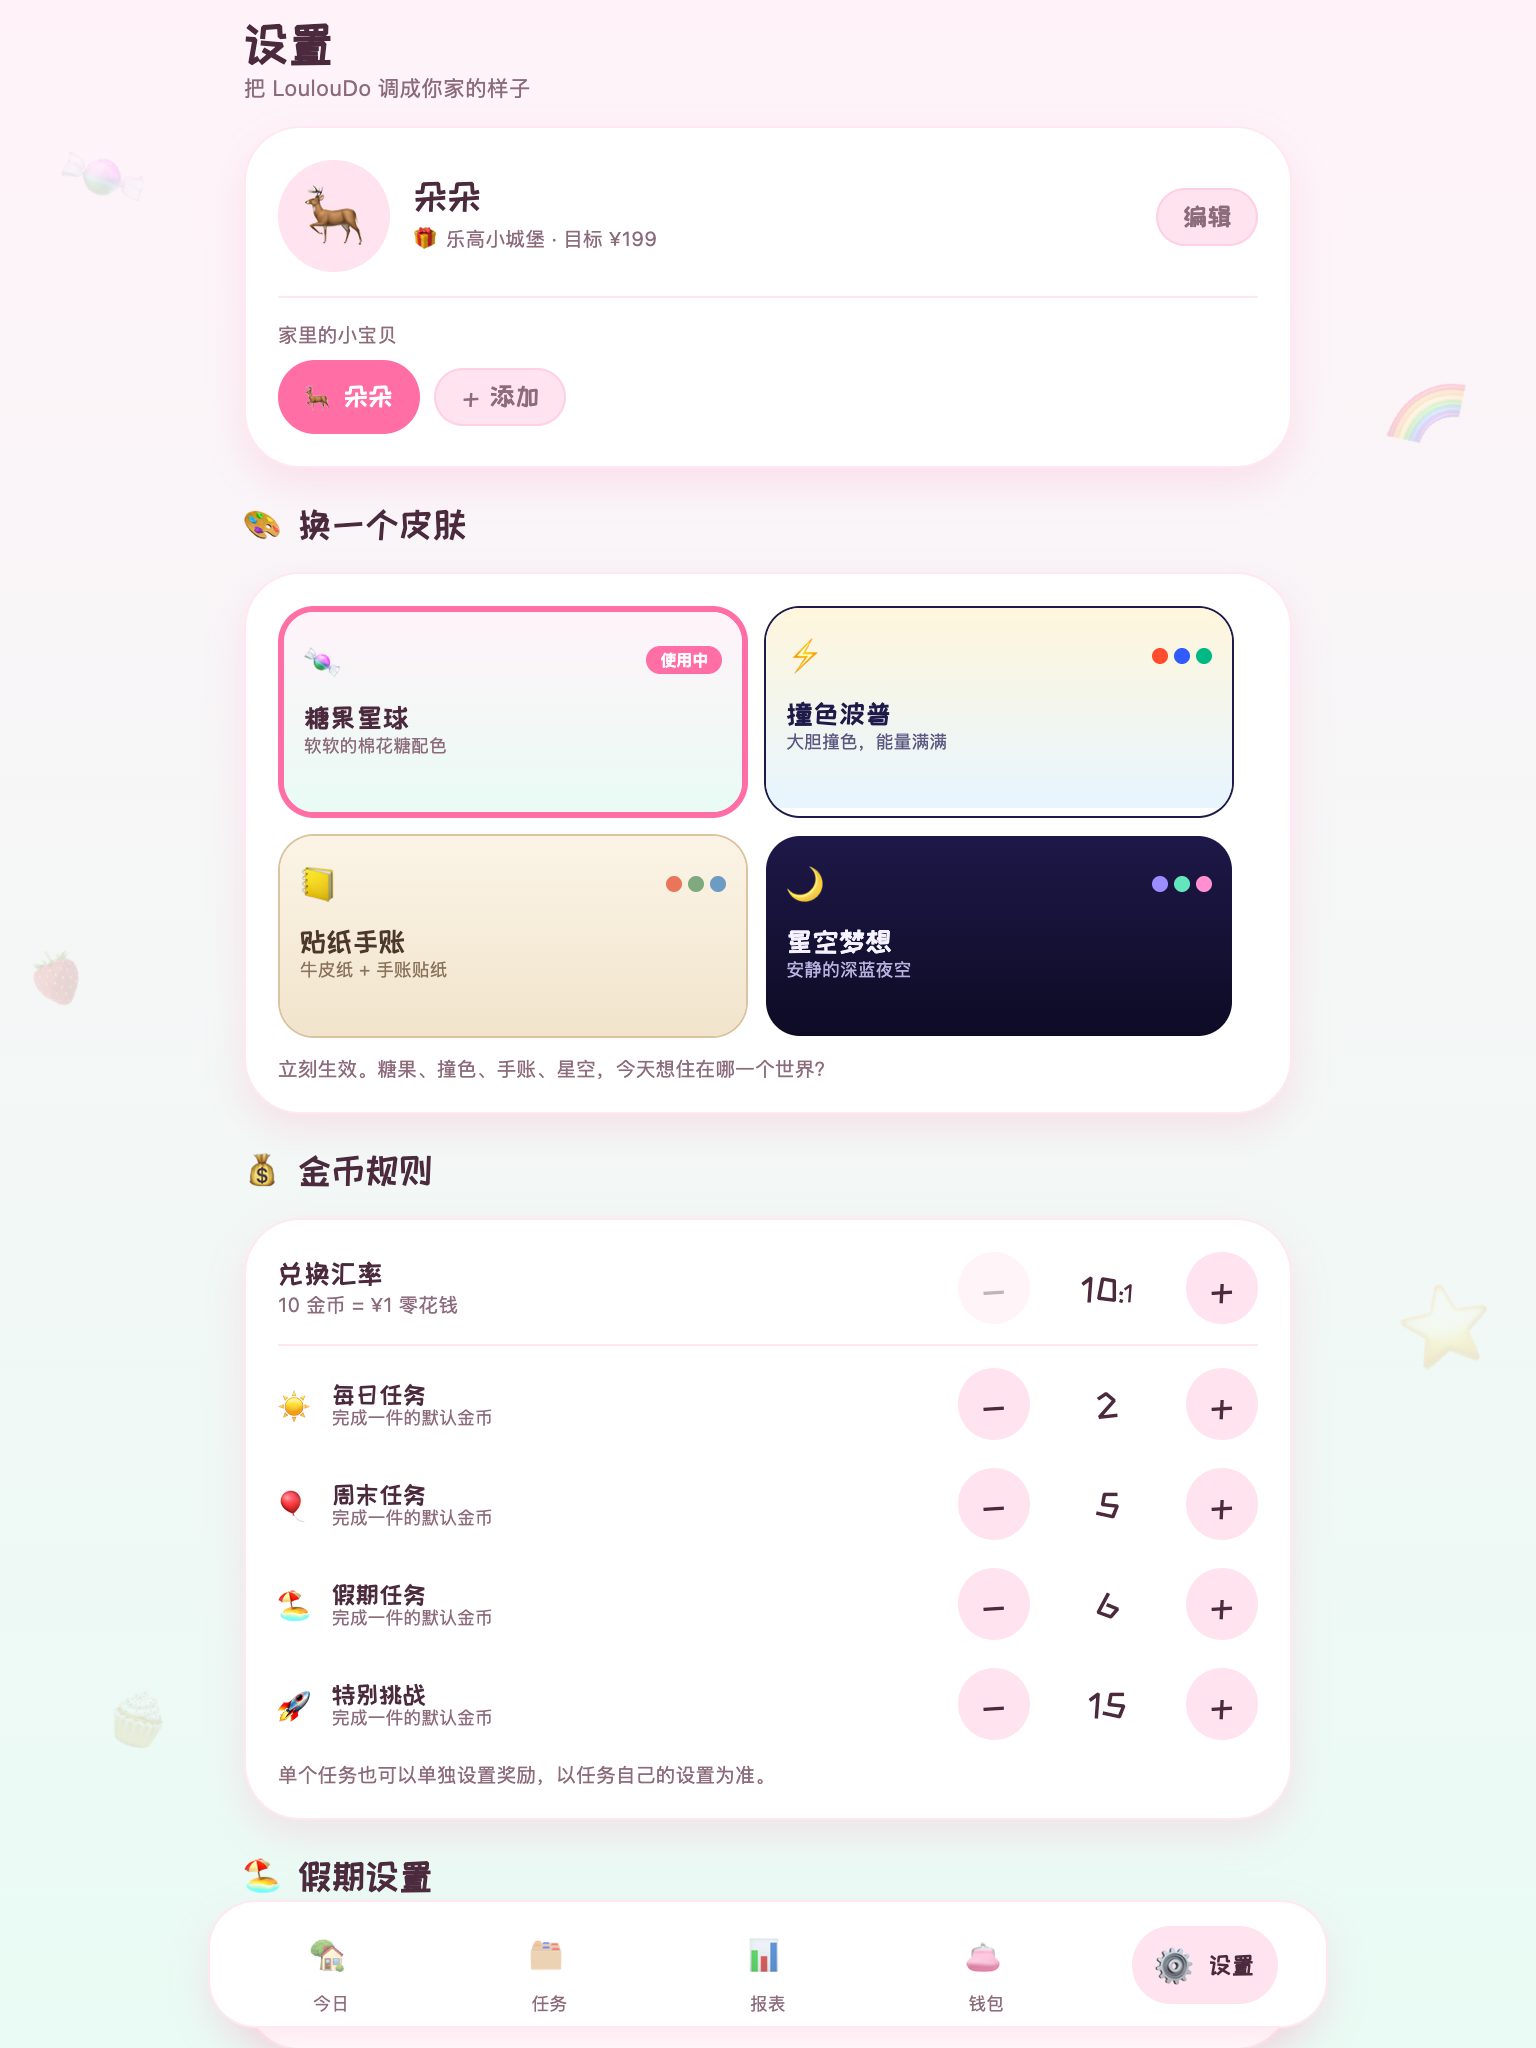 设置
把 LoulouDo 调成你家的样子
朵朵
乐高小城堡 · 目标 ¥199
编辑
家里的小宝贝
朵朵
+ 添加
换一个皮肤
使用中
糖果星球
软软的棉花糖配色
撞色波普
大胆撞色，能量满满
贴纸手账
牛皮纸 + 手账贴纸
星空梦想
安静的深蓝夜空
立刻生效。糖果、撞色、手账、星空，今天想住在哪一个世界？
金币规则
兑换汇率
10 金币 = ¥1 零花钱
− 10:1 +
每日任务
完成一件的默认金币
− 2 +
周末任务
完成一件的默认金币
− 5 +
假期任务
完成一件的默认金币
− 6 +
特别挑战
完成一件的默认金币
− 15 +
单个任务也可以单独设置奖励，以任务自己的设置为准。
假期设置
今日
任务
报表
钱包
设置